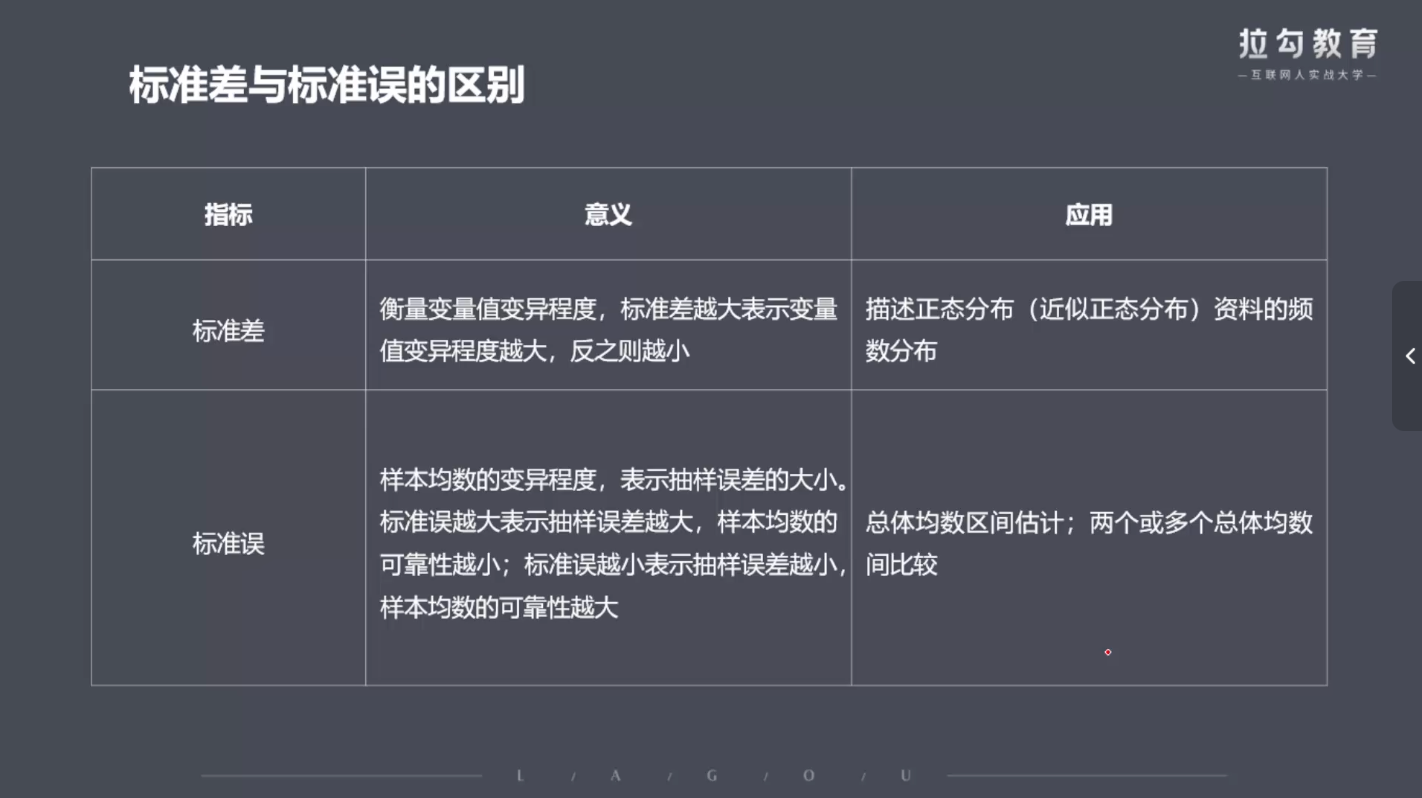 拉勾教育
—互联网人实战大学—
标准差与标准误的区别
指标
意义
应用
标准差
衡量变量值变异程度，标准差越大表示变量
值变异程度越大，反之则越小
描述正态分布（近似正态分布）资料的频
数分布
标准误
样本均数的变异程度，表示抽样误差的大小。
标准误越大表示抽样误差越大，样本均数的
可靠性越小；标准误越小表示抽样误差越小，
样本均数的可靠性越大
总体均数区间估计；两个或多个总体均数
间比较
L / A / G / O / U